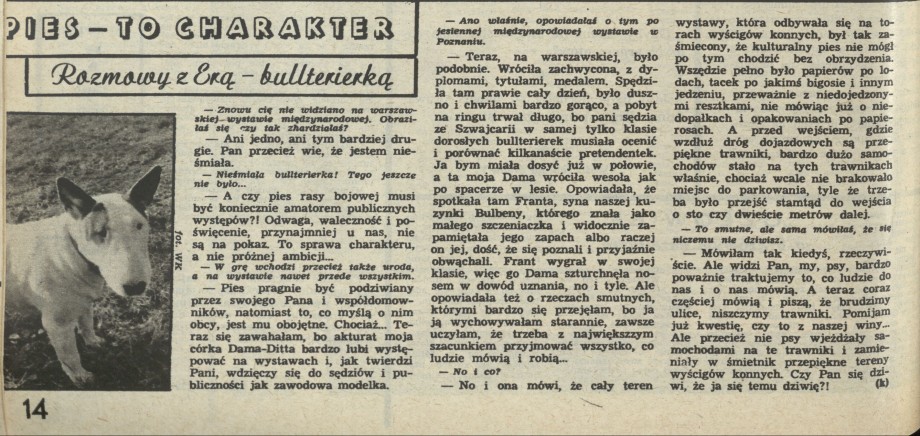 PIES – TO CHARAKTER
Rozmowy z Erą – bullterierką
— Znowu cię nie widziano na warszaw-
skiej wystawie międzynarodowej. Obrazi-
łaś się czy tak zhardziałaś?
— Ani jedno, ani tym bardziej dru-
gie. Pan przecież wie, że jestem nie-
śmiała.
— Nieśmiała bullterierka! Tego jeszcze
nie było...
— A czy pies rasy bojowej musi
być koniecznie amatorem publicznych
występów?! Odwaga, waleczność i po-
święcenie, przynajmniej u nas, nie
są na pokaz. To sprawa charakteru,
a nie próżnej ambicji...
— W grę wchodzi przecież także uroda,
a na wystawie nawet przede wszystkim.
— Pies pragnie być podziwiany
przez swojego Pana i współdomow-
ników, natomiast to, co myślą o nim
obcy, jest mu obojętne. Chociaż... Te-
raz się zawahałam, bo akturat moja
córka Dama-Ditta bardzo lubi wystę-
pować na wystawach i, jak twierdzi
Pani, wdzięczy się do sędziów i pu-
bliczności jak zawodowa modelka.
fot. WK
14
— Ano właśnie, opowiadałaś o tym po
jesiennej międzynarodowej wystawie w
Poznaniu.
— Teraz, na warszawskiej, było
podobnie. Wróciła zachwycona, z dy-
plomami, tytułami, medalem. Spędzi-
ła tam prawie cały dzień, było dusz-
no i chwilami bardzo gorąco, a pobyt
na ringu trwał długo, bo pani sędzia
ze Szwajcarii w samej tylko klasie
dorosłych bullterierek musiała ocenić
i porównać kilkanaście pretendentek.
Ja bym miała dosyć już w połowie,
a ta moja Dama wróciła wesoła jak
po spacerze w lesie. Opowiadała, że
spotkała tam Franta, syna naszej ku-
zynki Bulbeny, którego znała jako
małego szczeniaczka i widocznie za-
pamiętała jego zapach albo raczej
on jej, dość, że się poznali i przyjaźnie
obwąchali. Frant wygrał w swojej
klasie, więc go Dama szturchnęła no-
sem w dowód uznania, no i tyle. Ale
opowiadała też o rzeczach smutnych,
którymi bardzo się przejęłam, bo ja
ją wychowywałam starannie, zawsze
uczyłam, że trzeba z największym
szacunkiem przyjmować wszystko, co
ludzie mówią i robią...
— No i co?
— No i ona mówi, że cały teren
wystawy, która odbywała się na to-
rach wyścigów konnych, był tak za-
śmiecony, że kulturalny pies nie mógł
po tym chodzić bez obrzydzenia.
Wszędzie pełno było papierów po lo-
dach, tacek po jakimś bigosie i innym
jedzeniu, przeważnie z niedojedzony-
mi resztkami, nie mówiąc już o nie-
dopałkach i opakowaniach po papie-
rosach. A przed wejściem, gdzie
wzdłuż dróg dojazdowych są prze-
piękne trawniki, bardzo dużo samo-
chodów stało na tych trawnikach
właśnie, chociaż wcale nie brakowało
miejsc do parkowania, tyle że trze-
ba było przejść stamtąd do wejścia
o sto czy dwieście metrów dalej.
— To smutne, ale sama mówiłaś, że się
niczemu nie dziwisz.
— Mówiłam tak kiedyś, rzeczywi-
ście. Ale widzi Pan, my, psy, bardzo
poważnie traktujemy to, co ludzie do
nas i o nas mówią. A teraz coraz
częściej mówią i piszą, że brudzimy
ulice, niszczymy trawniki. Pomijam
już kwestię, czy to z naszej winy...
Ale przecież nie psy wjeżdżały sa-
mochodami na te trawniki i zamie-
niały w śmietnik przepiękne tereny
wyścigów konnych. Czy Pan się dzi-
wi, że ja się temu dziwię?! (k)